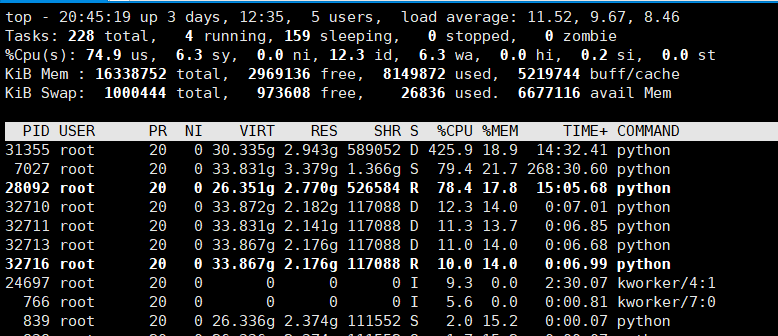 top - 20:45:19 up 3 days, 12:35,  5 users,  load average: 11.52, 9.67, 8.46
Tasks: 228 total,   4 running, 159 sleeping,   0 stopped,   0 zombie
%Cpu(s): 74.9 us,  6.3 sy,  0.0 ni, 12.3 id,  6.3 wa,  0.0 hi,  0.2 si,  0.0 st
KiB Mem : 16338752 total,  2969136 free,  8149872 used,  5219744 buff/cache
KiB Swap:  1000444 total,   973608 free,    26836 used.  6677116 avail Mem
PID USER      PR  NI    VIRT    RES    SHR S  %CPU %MEM     TIME+ COMMAND
31355 root      20   0 30.335g 2.943g 589052 D 425.9 18.9  14:32.41 python
7027 root      20   0 33.831g 3.379g 1.366g S  79.4 21.7 268:30.60 python
28092 root      20   0 26.351g 2.770g 526584 R  78.4 17.8  15:05.68 python
32710 root      20   0 33.872g 2.182g 117088 D  12.3 14.0   0:07.01 python
32711 root      20   0 33.831g 2.141g 117088 D  11.3 13.7   0:06.85 python
32713 root      20   0 33.867g 2.176g 117088 D  11.0 14.0   0:06.68 python
32716 root      20   0 33.867g 2.176g 117088 R  10.0 14.0   0:06.99 python
24697 root      20   0       0      0      0 I   9.3  0.0   2:30.07 kworker/4:1
766 root      20   0       0      0      0 I   5.6  0.0   0:00.81 kworker/7:0
839 root      20   0 26.336g 2.374g 111552 S   2.0 15.2   0:00.07 python